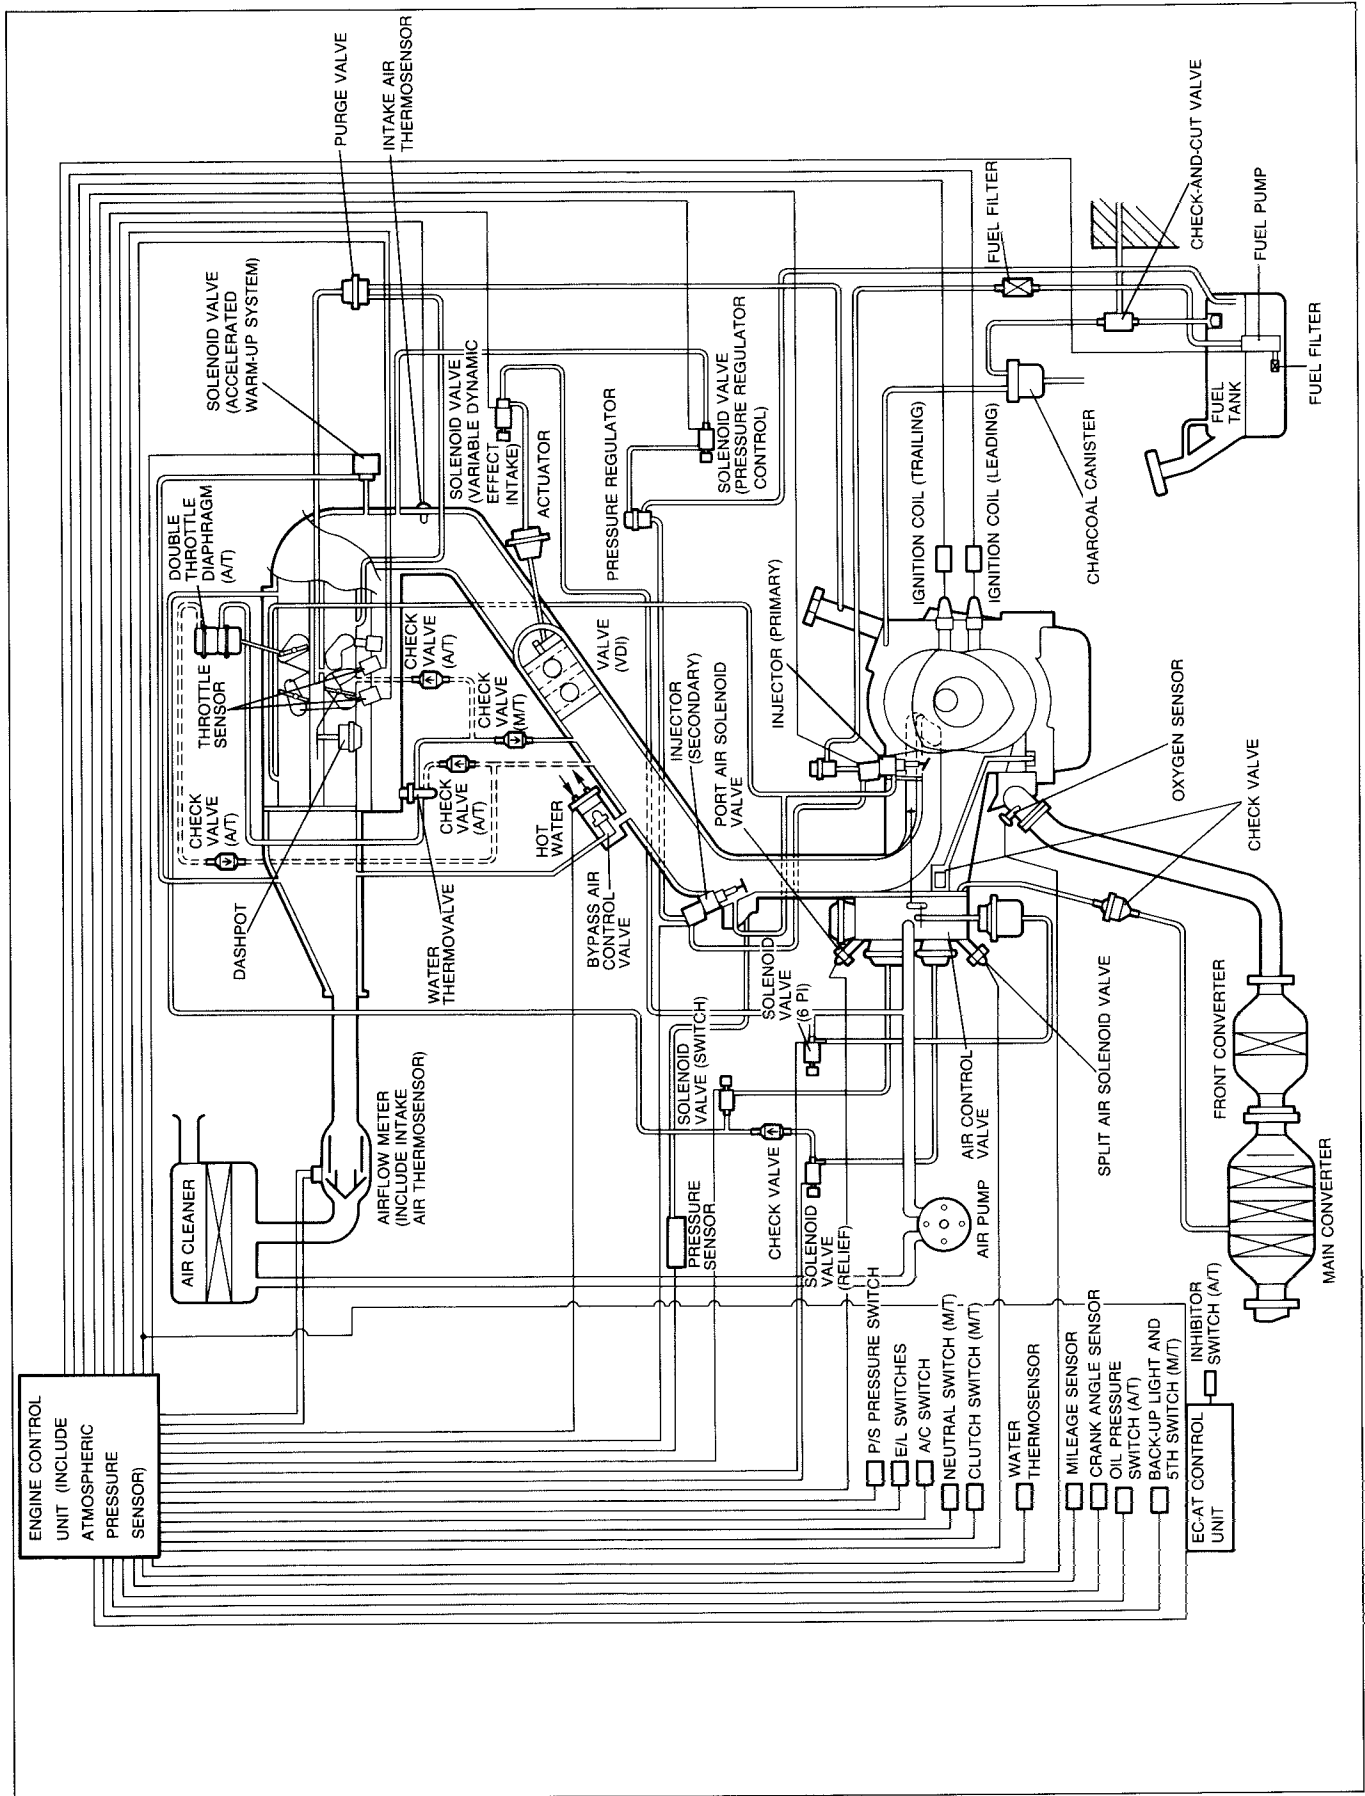 PURGE VALVE
INTAKE AIR
THERMOSENSOR
SOLENOID VALVE
(ACCELERATED
WARM-UP SYSTEM)
DOUBLE
THROTTLE
DIAPHRAGM
(A/T)
THROTTLE
SENSOR
CHECK
VALVE
(A/T)
CHECK
VALVE
(M/T)
CHECK
VALVE
(A/T)
CHECK
VALVE
(A/T)
DASHPOT
WATER
THERMOVALVE
HOT
WATER
BYPASS AIR
CONTROL
VALVE
SOLENOID VALVE
(VARIABLE DYNAMIC
EFFECT
INTAKE)
ACTUATOR
VALVE
(VDI)
PRESSURE REGULATOR
SOLENOID VALVE
(PRESSURE REGULATOR
CONTROL)
INJECTOR
(SECONDARY)
PORT AIR SOLENOID
VALVE
INJECTOR (PRIMARY)
IGNITION COIL (TRAILING)
IGNITION COIL (LEADING)
FUEL FILTER
CHECK-AND-CUT VALVE
FUEL PUMP
FUEL FILTER
FUEL
TANK
CHARCOAL CANISTER
OXYGEN SENSOR
CHECK VALVE
SOLENOID
VALVE
(6 PI)
SOLENOID
VALVE (SWITCH)
AIR CONTROL
VALVE
SPLIT AIR SOLENOID VALVE
FRONT CONVERTER
MAIN CONVERTER
AIR CLEANER
AIRFLOW METER
(INCLUDE INTAKE
AIR THERMOSENSOR)
PRESSURE
SENSOR
CHECK VALVE
SOLENOID
VALVE
(RELIEF)
AIR PUMP
ENGINE CONTROL
UNIT (INCLUDE
ATMOSPHERIC
PRESSURE
SENSOR)
P/S PRESSURE SWITCH
E/L SWITCHES
A/C SWITCH
NEUTRAL SWITCH (M/T)
CLUTCH SWITCH (M/T)
WATER
THERMOSENSOR
MILEAGE SENSOR
CRANK ANGLE SENSOR
OIL PRESSURE
SWITCH (A/T)
BACK-UP LIGHT AND
5TH SWITCH (M/T)
INHIBITOR
SWITCH (A/T)
EC-AT CONTROL
UNIT